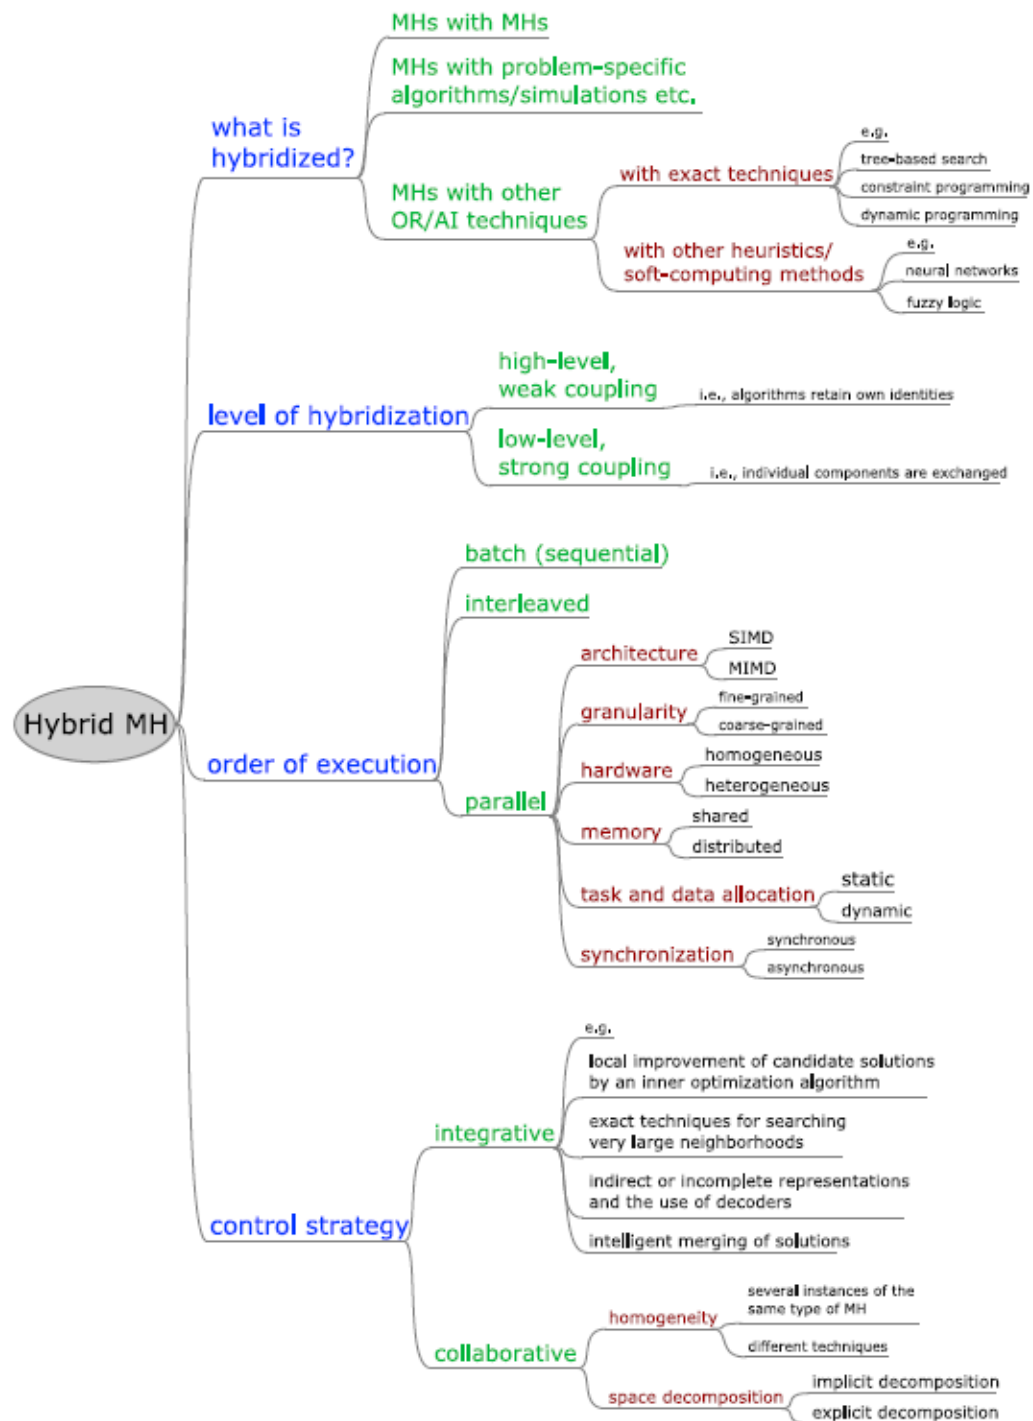 MHs with MHs
MHs with problem-specific
algorithms/simulations etc.
what is
hybridized?
MHs with other
OR/AI techniques
with exact techniques
e.g.
tree-based search
constraint programming
dynamic programming
with other heuristics/
soft-computing methods
e.g.
neural networks
fuzzy logic
level of hybridization
high-level,
weak coupling
i.e., algorithms retain own identities
low-level,
strong coupling
i.e., individual components are exchanged
Hybrid MH
order of execution
batch (sequential)
interleaved
parallel
architecture
SIMD
MIMD
granularity
fine-grained
coarse-grained
hardware
homogeneous
heterogeneous
memory
shared
distributed
task and data allocation
static
dynamic
synchronization
synchronous
asynchronous
control strategy
integrative
e.g.
local improvement of candidate solutions
by an inner optimization algorithm
exact techniques for searching
very large neighborhoods
indirect or incomplete representations
and the use of decoders
intelligent merging of solutions
collaborative
homogeneity
several instances of the
same type of MH
different techniques
space decomposition
implicit decomposition
explicit decomposition